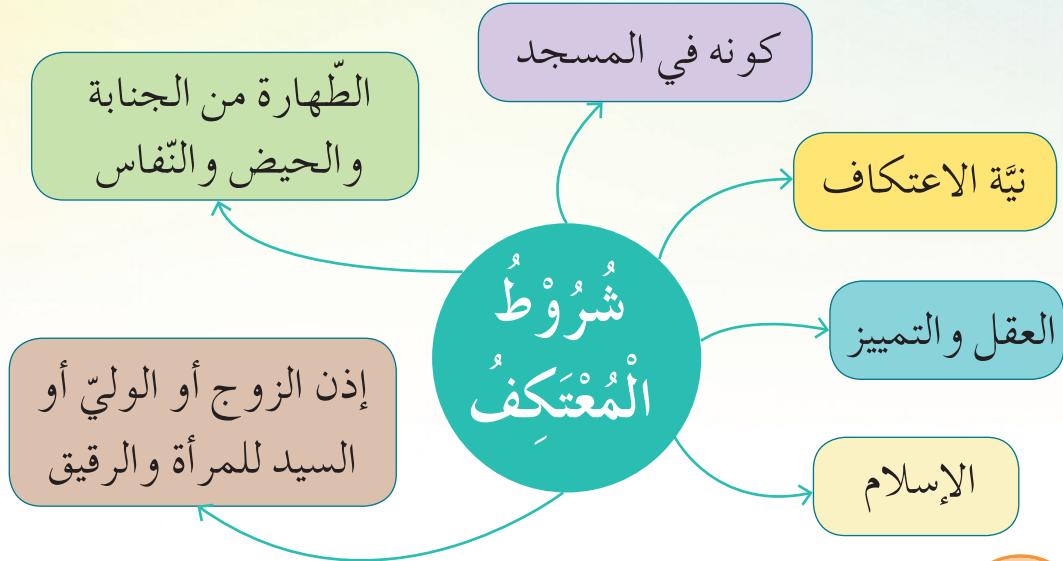 كونه في المسجد
الطّهارة من الجنابة
والحيض والنّفاس
نيَّة الاعتكاف
شُرُوْطُ
الْمُعْتَكِفُ
العقل والتمييز
إذن الزوج أو الوليّ أو
السيد للمرأة والرقيق
الإسلام